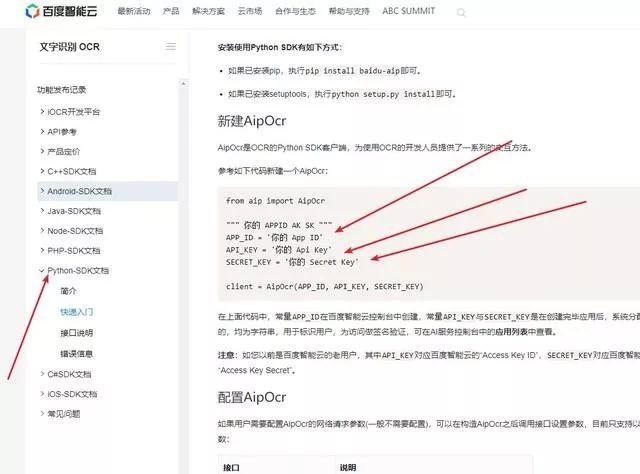 百度智能云 最新活动 产品 解决方案 云市场 合作与生态 帮助与支持 ABC SUMMIT
文字识别 OCR
功能发布记录
iOCR开发平台
API参考
产品定价
C++SDK文档
Android-SDK文档
Java-SDK文档
Node-SDK文档
PHP-SDK文档
Python-SDK文档
简介
快速入门
接口说明
错误信息
C#SDK文档
iOS-SDK文档
常见问题
安装使用Python SDK有如下方式：
如果已安装pip，执行pip install baidu-aip即可。
如果已安装setuptools，执行python setup.py install即可。
新建AipOcr
AipOcr是OCR的Python SDK客户端，为使用OCR的开发人员提供了一系列的交互方法。
参考如下代码新建一个AipOcr：
from aip import AipOcr
""" 你的 APPID AK SK """
APP_ID = '你的 App ID'
API_KEY = '你的 Api Key'
SECRET_KEY = '你的 Secret Key'
client = AipOcr(APP_ID, API_KEY, SECRET_KEY)
在上面代码中，常量APP_ID在百度智能云控制台中创建，常量API_KEY与SECRET_KEY是在创建完毕应用后，系统分配
的，均为字符串，用于标识用户，为访问做签名验证，可在AI服务控制台中的应用列表中查看。
注意：如您以前是百度智能云的老用户，其中API_KEY对应百度智能云的“Access Key ID”，SECRET_KEY对应百度智能
“Access Key Secret”。
配置AipOcr
如果用户需要配置AipOcr的网络请求参数(一般不需要配置)，可以在构造AipOcr之后调用接口设置参数，目前只支持以
数：
接口 说明